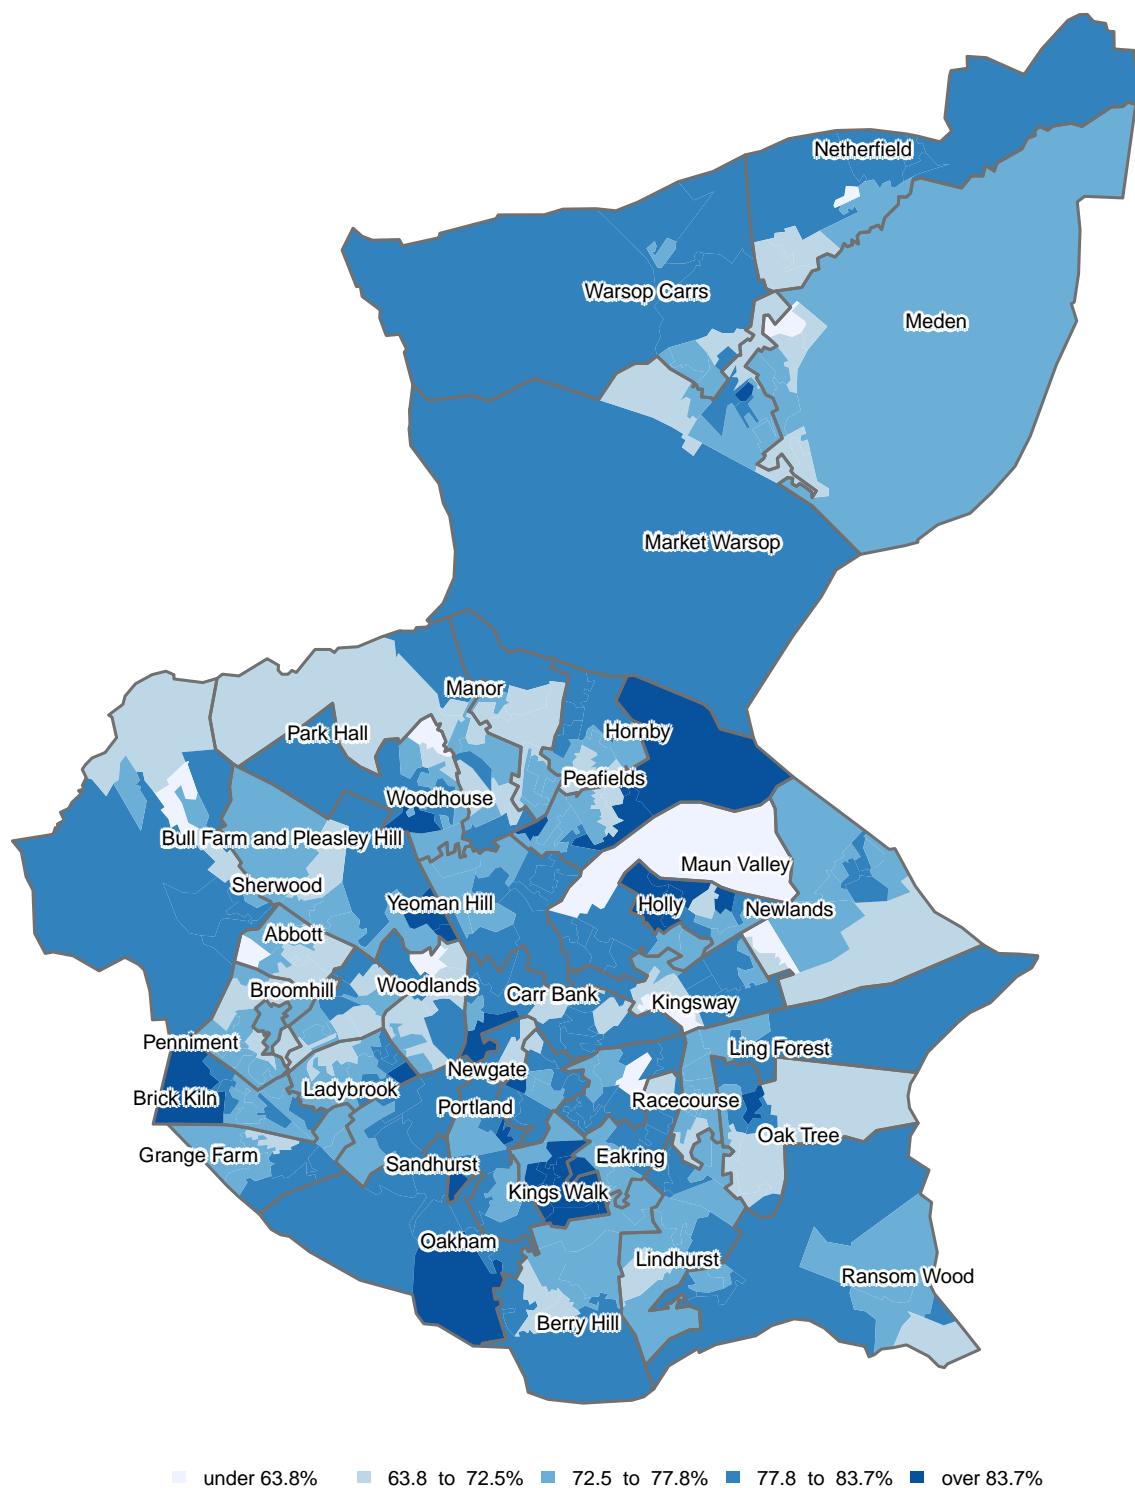 Netherfield
Warsop Carrs
Meden
Market Warsop
Manor
Park Hall
Hornby
Peafields
Woodhouse
Bull Farm and Pleasley Hill
Maun Valley
Sherwood
Yeoman Hill
Holly
Newlands
Abbott
Broomhill
Woodlands
Carr Bank
Kingsway
Penniment
Ling Forest
Newgate
Ladybrook
Brick Kiln
Racecourse
Portland
Oak Tree
Grange Farm
Sandhurst
Eakring
Kings Walk
Oakham
Lindhurst
Ransom Wood
Berry Hill
under 63.8% 63.8 to 72.5% 72.5 to 77.8% 77.8 to 83.7% over 83.7%